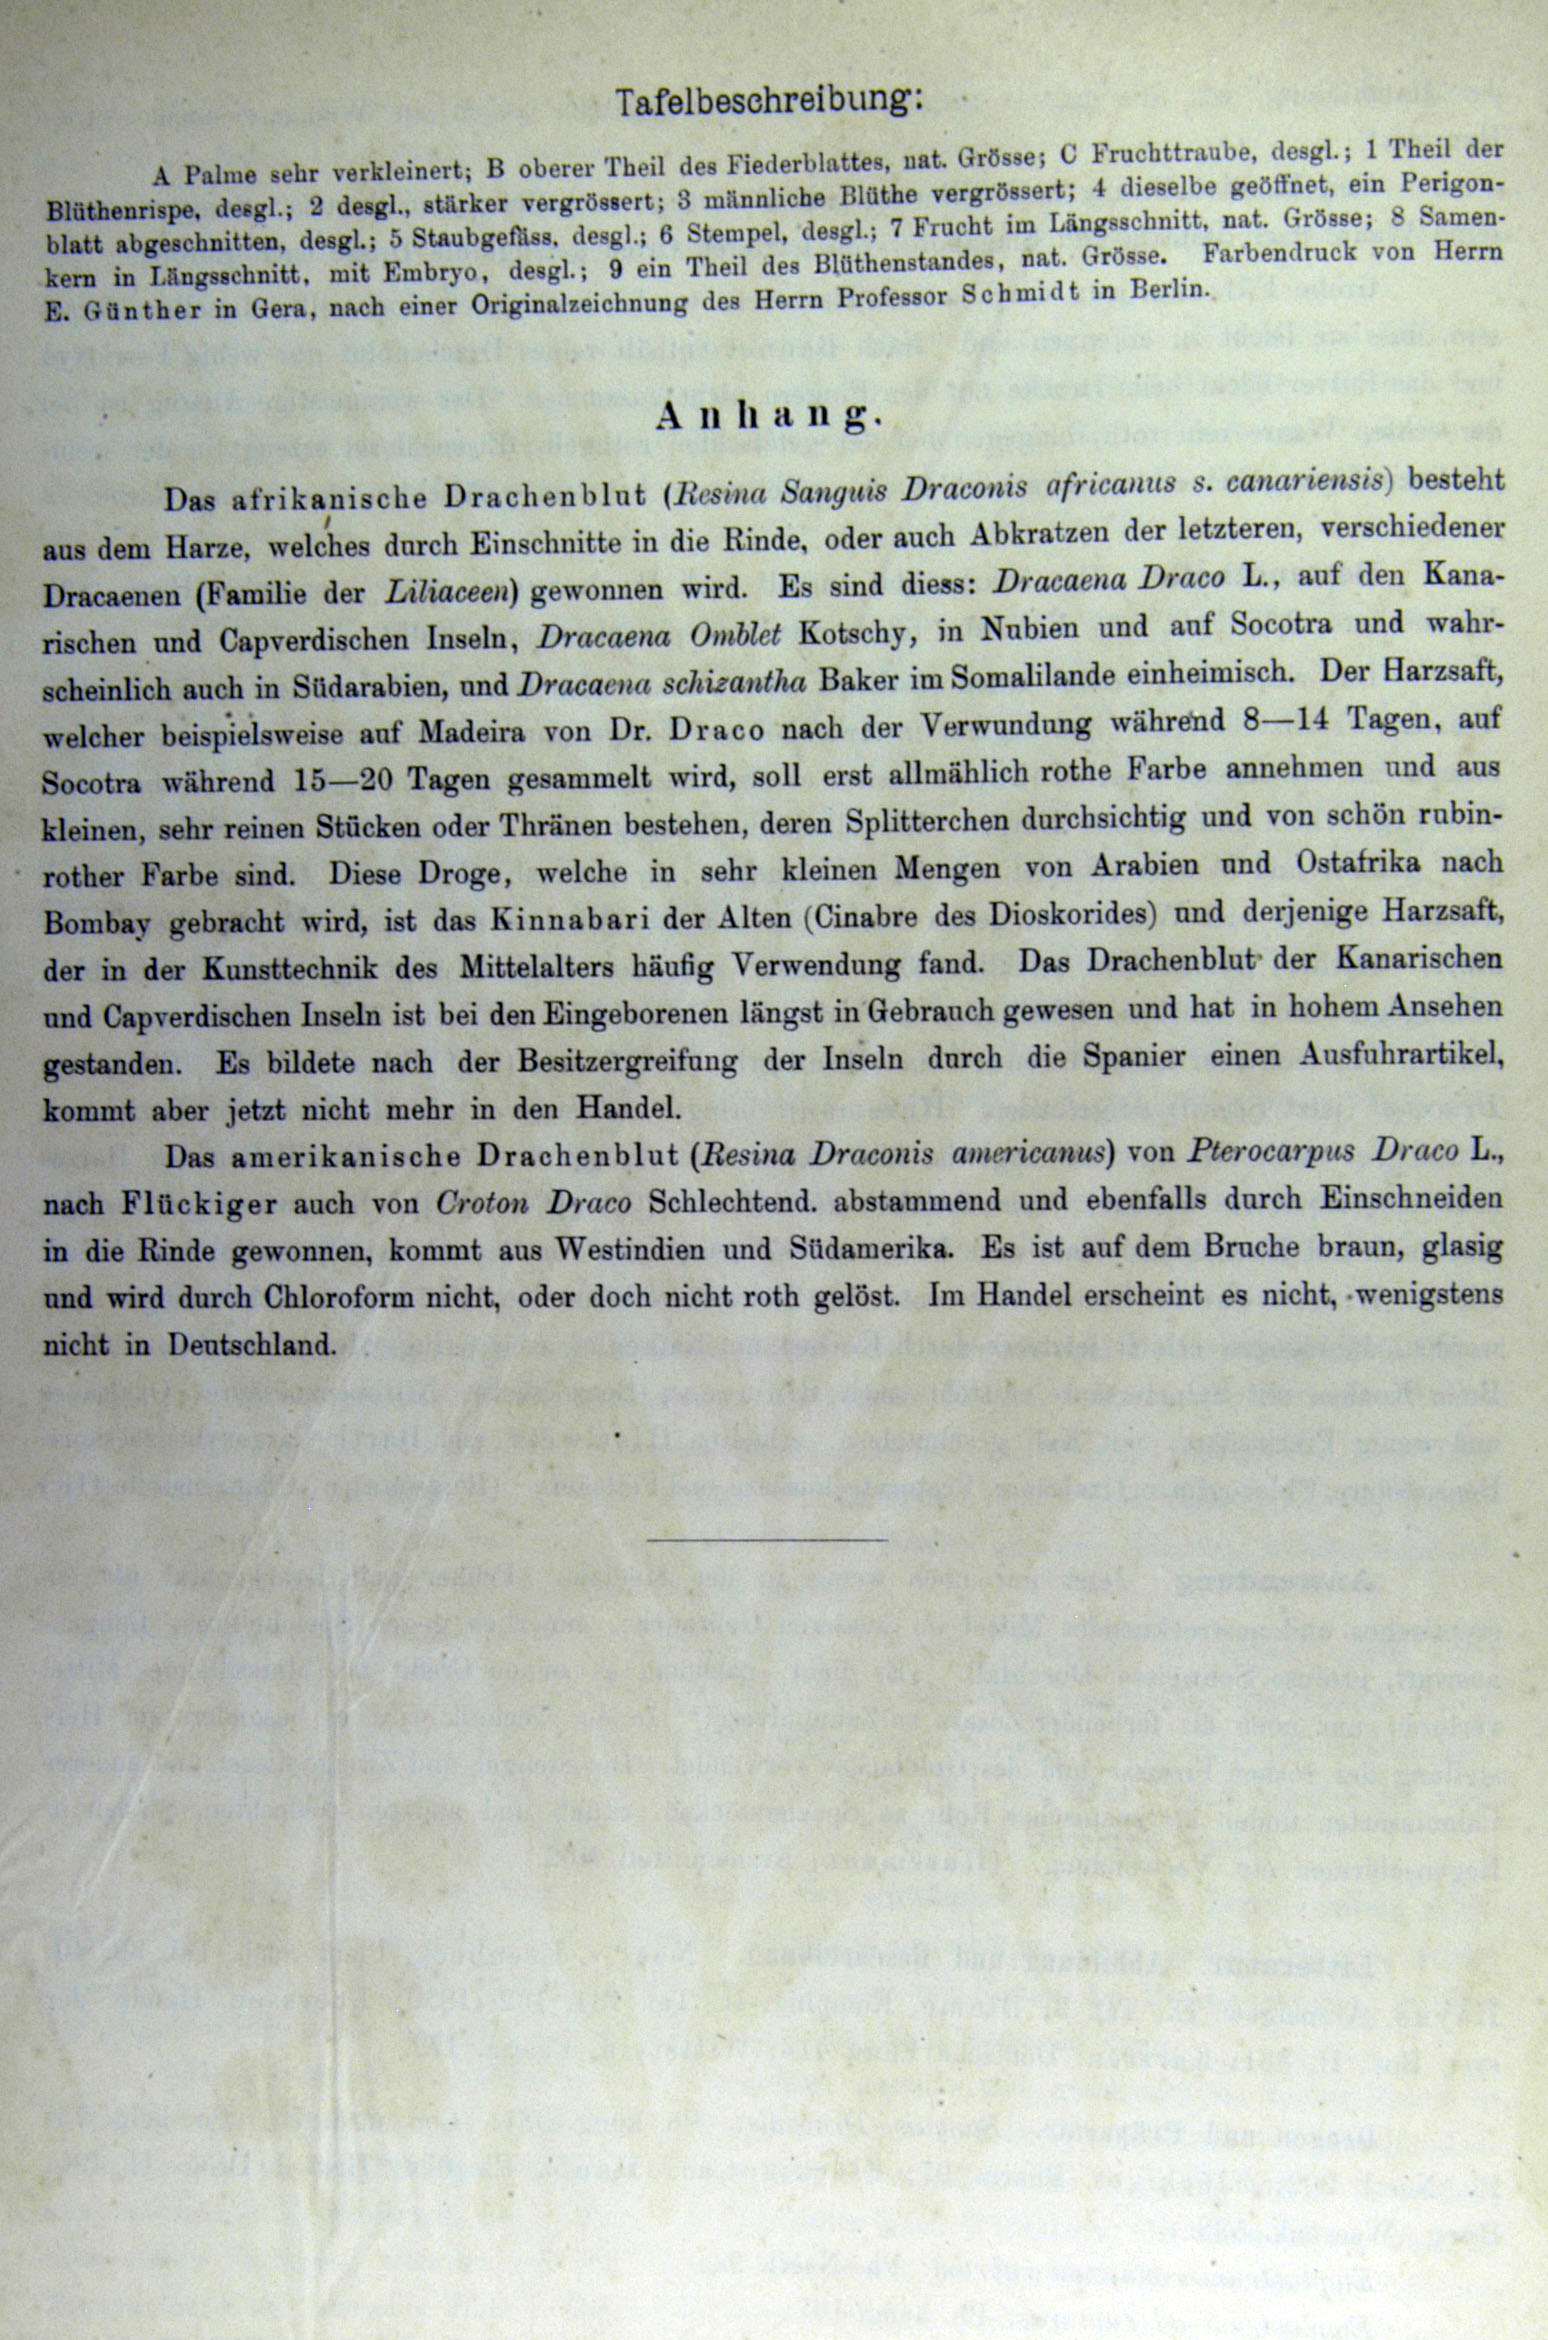 Tafelbeschreibung:
A Palme sehr verkleinert; B oberer Theil des Fiederblattes, nat. Grösse; C Fruchttraube, desgl.; 1 Theil der
Blüthenrispe, desgl.; 2 desgl., stärker vergrössert; 3 männliche Blüthe vergrössert; 4 dieselbe geöffnet, ein Perigon-
blatt abgeschnitten, desgl.; 5 Staubgefäss, desgl.; 6 Stempel, desgl.; 7 Frucht im Längsschnitt, nat. Grösse; 8 Samen-
kern in Längsschnitt, mit Embryo, desgl.; 9 ein Theil des Blüthenstandes, nat. Grösse. Farbendruck von Herrn
E. Günther in Gera, nach einer Originalzeichnung des Herrn Professor Schmidt in Berlin.
Anhang.
Das afrikanische Drachenblut (Resina Sanguis Draconis africanus s. canariensis) besteht
aus dem Harze, welches durch Einschnitte in die Rinde, oder auch Abkratzen der letzteren, verschiedener
Dracaenen (Familie der Liliaceen) gewonnen wird. Es sind diess: Dracaena Draco L., auf den Kana-
rischen und Capverdischen Inseln, Dracaena Omblet Kotschy, in Nubien und auf Socotra und wahr-
scheinlich auch in Südarabien, und Dracaena schizantha Baker im Somalilande einheimisch. Der Harzsaft,
welcher beispielsweise auf Madeira von Dr. Draco nach der Verwundung während 8—14 Tagen, auf
Socotra während 15—20 Tagen gesammelt wird, soll erst allmählich rothe Farbe annehmen und aus
kleinen, sehr reinen Stücken oder Thränen bestehen, deren Splitterchen durchsichtig und von schön rubin-
rother Farbe sind. Diese Droge, welche in sehr kleinen Mengen von Arabien und Ostafrika nach
Bombay gebracht wird, ist das Kinnabari der Alten (Cinabre des Dioskorides) und derjenige Harzsaft,
der in der Kunsttechnik des Mittelalters häufig Verwendung fand. Das Drachenblut der Kanarischen
und Capverdischen Inseln ist bei den Eingeborenen längst in Gebrauch gewesen und hat in hohem Ansehen
gestanden. Es bildete nach der Besitzergreifung der Inseln durch die Spanier einen Ausfuhrartikel,
kommt aber jetzt nicht mehr in den Handel.
Das amerikanische Drachenblut (Resina Draconis americanus) von Pterocarpus Draco L.,
nach Flückiger auch von Croton Draco Schlechtend. abstammend und ebenfalls durch Einschneiden
in die Rinde gewonnen, kommt aus Westindien und Südamerika. Es ist auf dem Bruche braun, glasig
und wird durch Chloroform nicht, oder doch nicht roth gelöst. Im Handel erscheint es nicht, wenigstens
nicht in Deutschland.